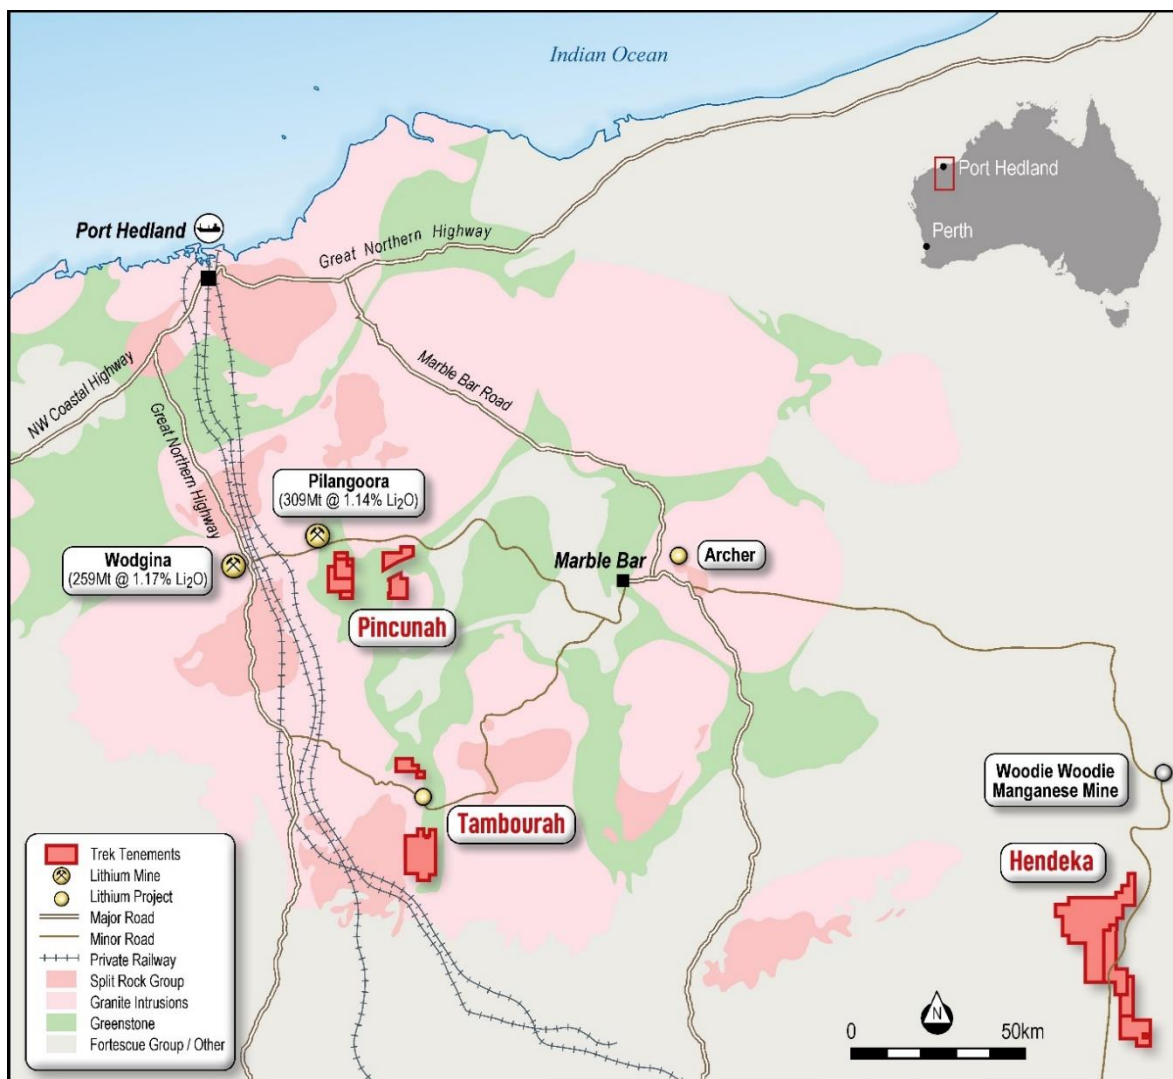 Indian Ocean
Port Hedland
Perth
Port Hedland
Great Northern Highway
NW Coastal Highway
Great Northern Highway
Marble Bar Road
Pilangoora
(309Mt @ 1.14% Li₂O)
Wodgina
(259Mt @ 1.17% Li₂O)
Marble Bar
Archer
Pincunah
Woodie Woodie
Manganese Mine
Tambourah
Hendeka
Trek Tenements
Lithium Mine
Lithium Project
Major Road
Minor Road
Private Railway
Split Rock Group
Granite Intrusions
Greenstone
Fortescue Group / Other
N
0
50km